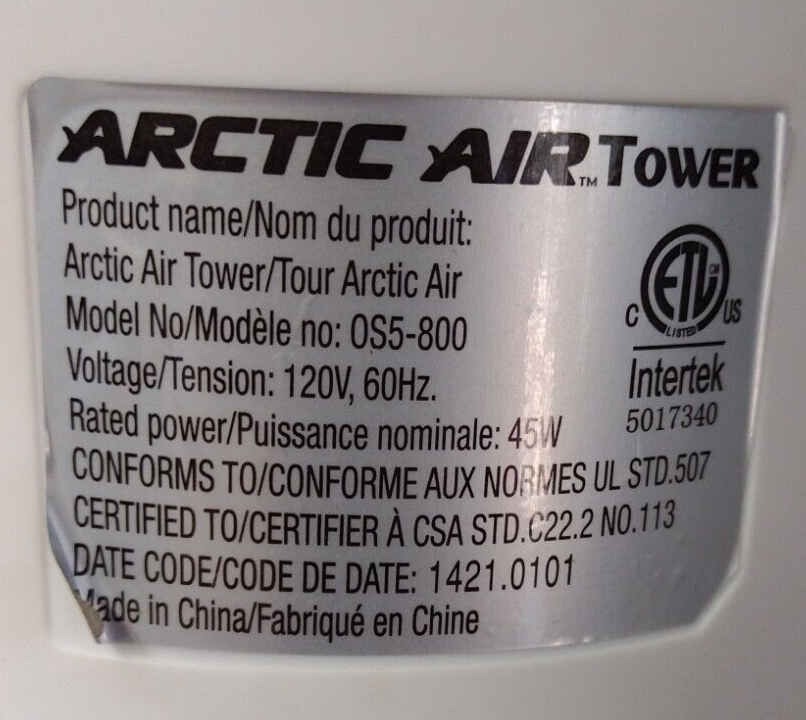 ARCTIC AIR™ TOWER
Product name/Nom du produit:
Arctic Air Tower/Tour Arctic Air
Model No/Modèle no: OS5-800
Voltage/Tension: 120V, 60Hz.
Rated power/Puissance nominale: 45W
CONFORMS TO/CONFORME AUX NORMES UL STD.507
CERTIFIED TO/CERTIFIER À CSA STD.C22.2 NO.113
DATE CODE/CODE DE DATE: 1421.0101
Made in China/Fabriqué en Chine
ETL CM
C US
LISTED
Intertek
5017340